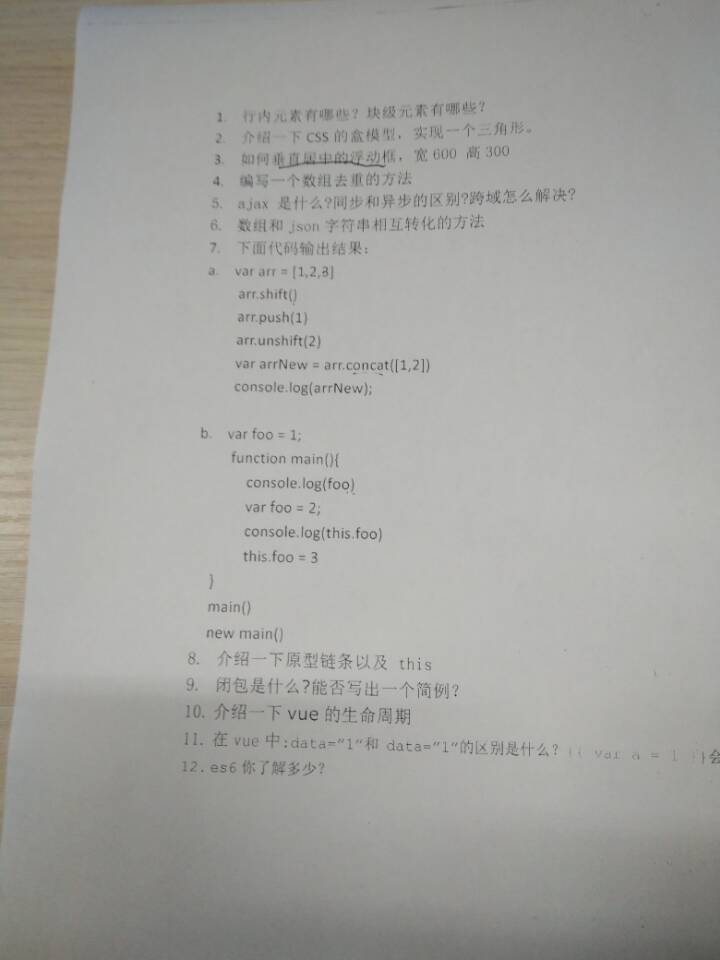 1. 行内元素有哪些？块级元素有哪些？
2. 介绍一下 CSS 的盒模型，实现一个三角形。
3. 如何垂直居中的浮动框，宽 600 高 300
4. 编写一个数组去重的方法
5. ajax 是什么?同步和异步的区别?跨域怎么解决?
6. 数组和 json 字符串相互转化的方法
7. 下面代码输出结果：
a. var arr = [1,2,3]
arr.shift()
arr.push(1)
arr.unshift(2)
var arrNew = arr.concat([1,2])
console.log(arrNew);
b. var foo = 1;
function main(){
console.log(foo)
var foo = 2;
console.log(this.foo)
this.foo = 3
}
main()
new main()
8. 介绍一下原型链条以及 this
9. 闭包是什么?能否写出一个简例?
10. 介绍一下 vue 的生命周期
11. 在 vue 中:data="1"和 data="1"的区别是什么? {{ var a = 1 }}会
12. es6 你了解多少?